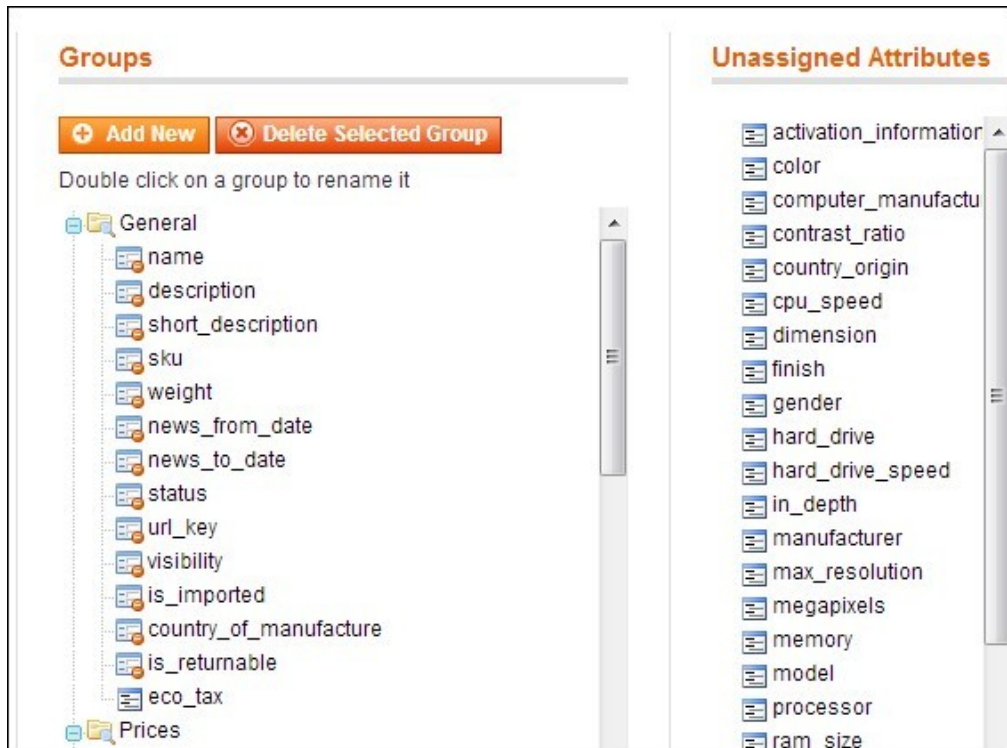 Groups
Add New
Delete Selected Group
Double click on a group to rename it
General
name
description
short_description
sku
weight
news_from_date
news_to_date
status
url_key
visibility
is_imported
country_of_manufacture
is_returnable
eco_tax
Prices
Unassigned Attributes
activation_information
color
computer_manufactu
contrast_ratio
country_origin
cpu_speed
dimension
finish
gender
hard_drive
hard_drive_speed
in_depth
manufacturer
max_resolution
megapixels
memory
model
processor
ram_size